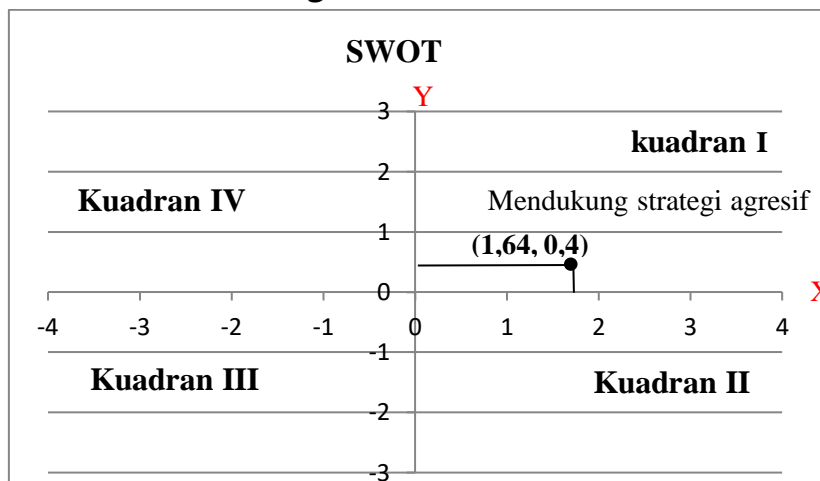 SWOT
Y
3
kuadran I
2
Kuadran IV
Mendukung strategi agresif
1
(1,64, 0,4)
0
X
-4 -3 -2 -1 0 1 2 3 4
-1
Kuadran III
Kuadran II
-2
-3